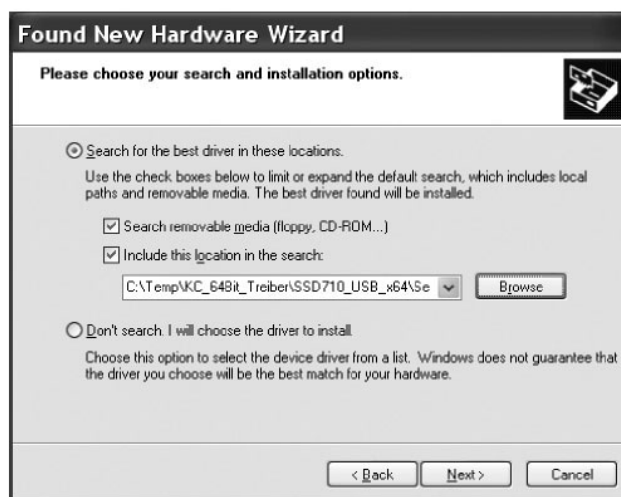 Found New Hardware Wizard
Please choose your search and installation options.
Search for the best driver in these locations.
Use the check boxes below to limit or expand the default search, which includes local
paths and removable media. The best driver found will be installed.
Search removable media (floppy, CD-ROM...)
Include this location in the search:
C:\Temp\KC_64Bit_Treiber\SSD710_USB_x64\Se
Browse
Don't search. I will choose the driver to install.
Choose this option to select the device driver from a list. Windows does not guarantee that
the driver you choose will be the best match for your hardware.
< Back
Next >
Cancel